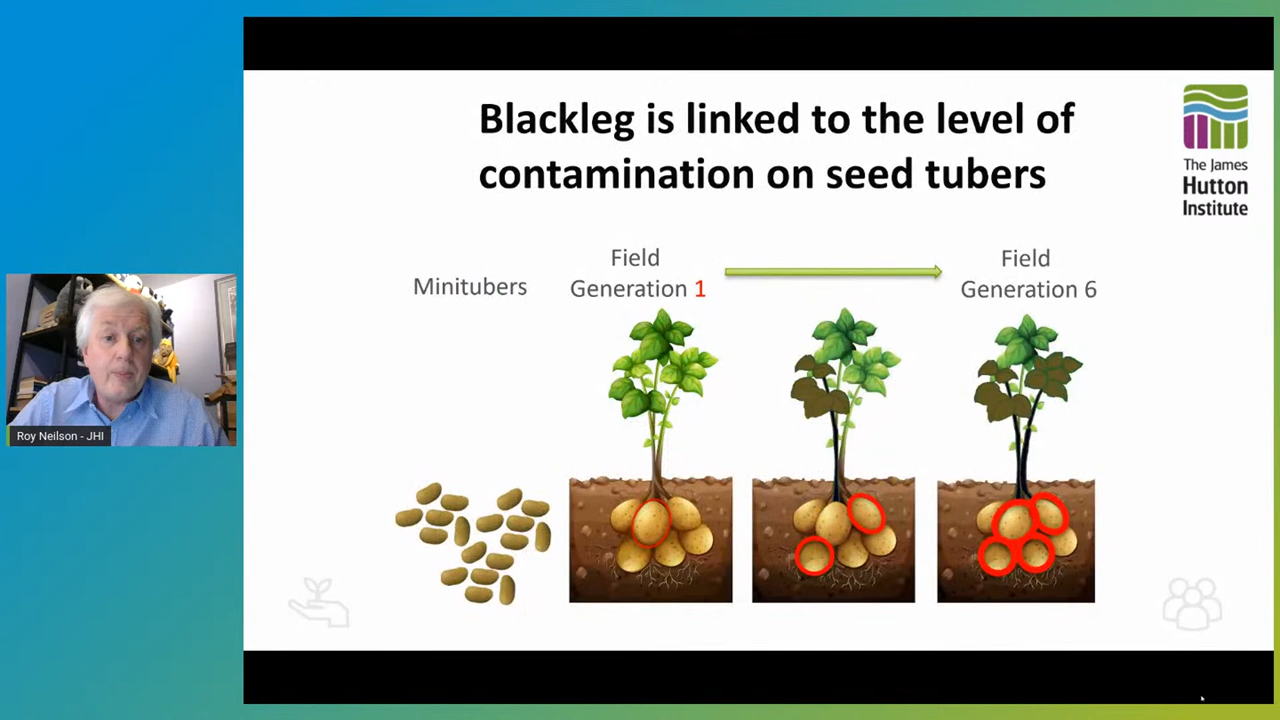 Blackleg is linked to the level of
contamination on seed tubers
The James
Hutton
Institute
Minitubers
Field
Generation 1
Field
Generation 6
Roy Neilson - JHI